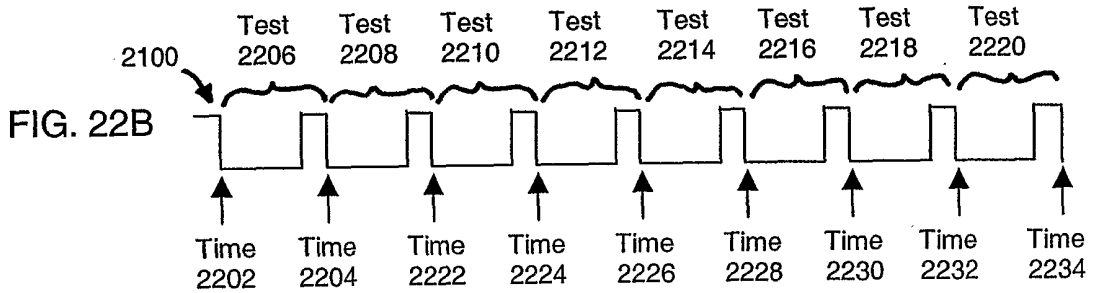 Test Test Test Test Test Test Test Test
2206 2208 2210 2212 2214 2216 2218 2220
2100
FIG. 22B
Time Time Time Time Time Time Time Time Time
2202 2204 2222 2224 2226 2228 2230 2232 2234